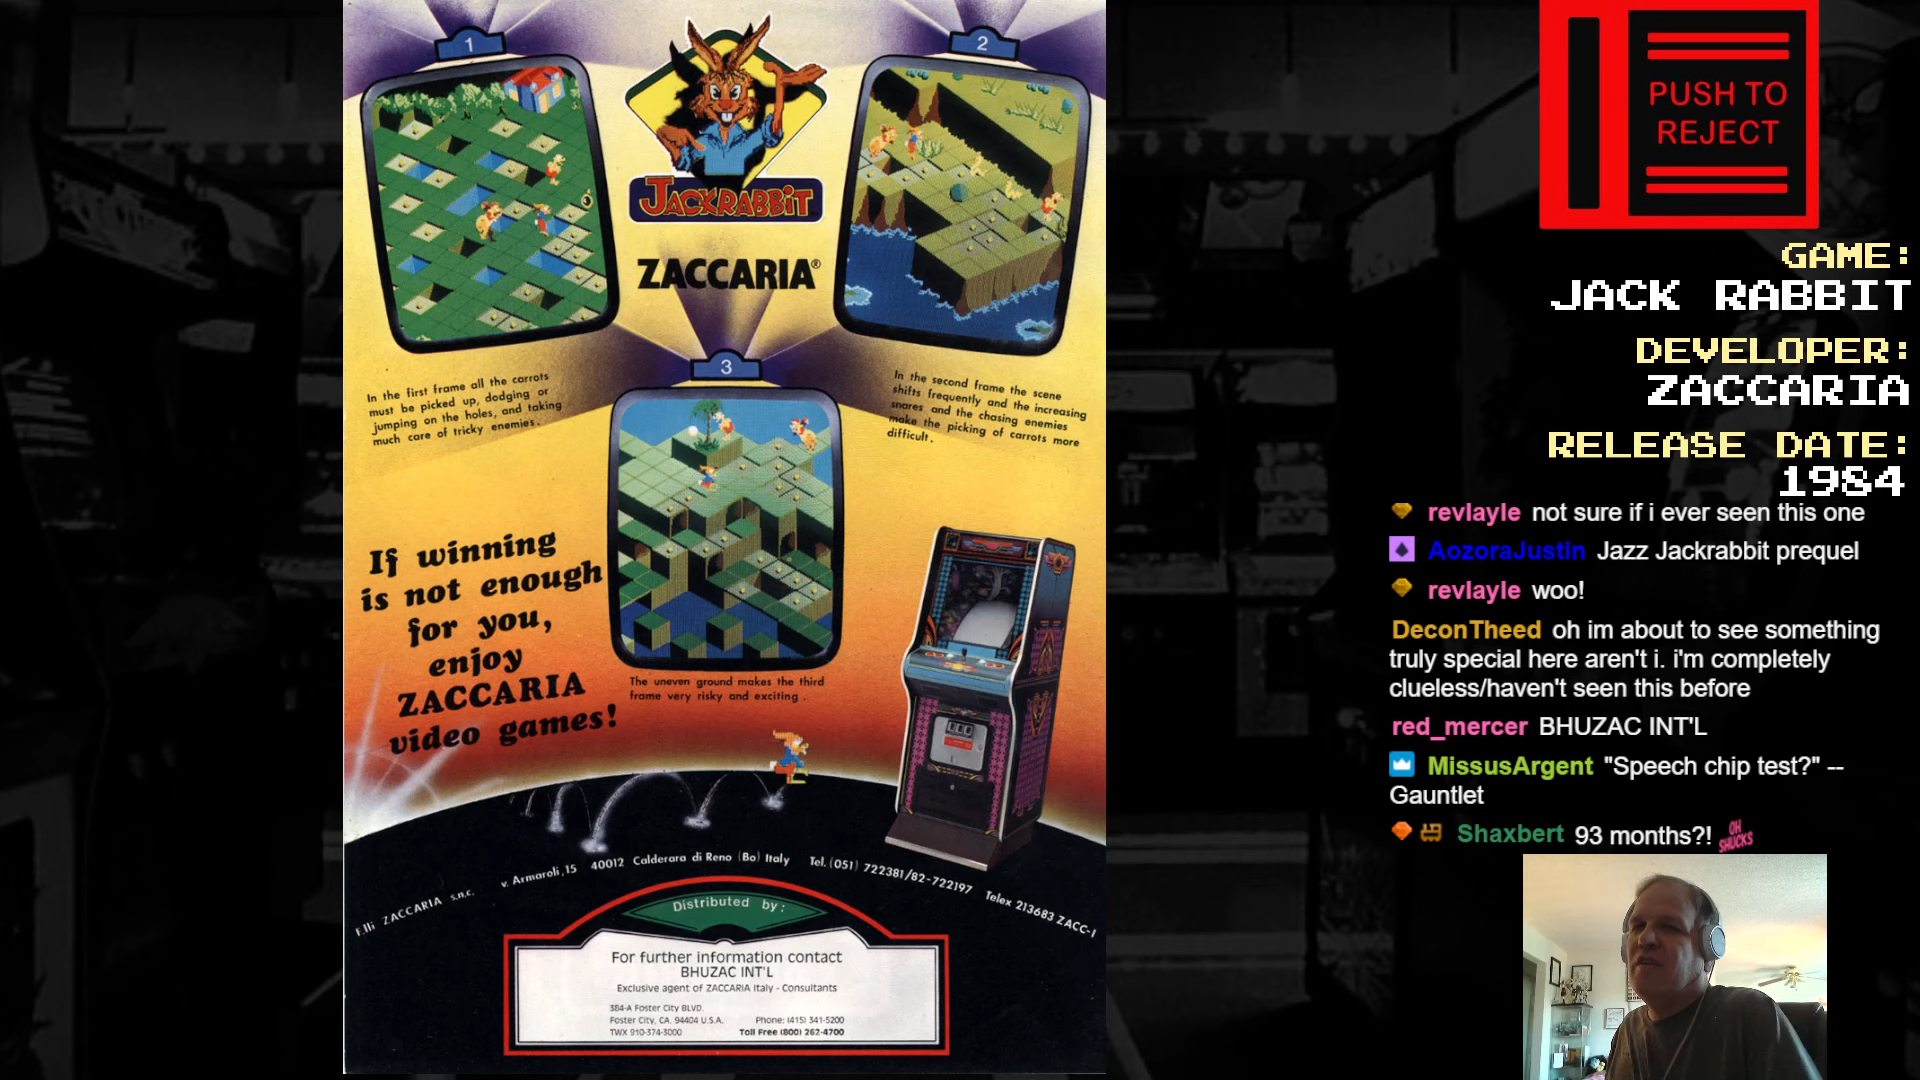 1
2
JACKRABBIT
ZACCARIA®
In the first frame all the carrots
must be picked up, dodging or
jumping on the holes, and taking
much care of tricky enemies.
3
In the second frame the scene
shifts frequently and the increasing
snares and the chasing enemies
make the picking of carrots more
difficult.
If winning
is not enough
for you,
enjoy
ZACCARIA
video games!
The uneven ground makes the third
frame very risky and exciting.
F.lli ZACCARIA s.n.c. v. Armaroli, 15 40012 Calderara di Reno (Bo) Italy Tel. (051) 722381/82-722197 Telex 213683 ZACC-I
Distributed by:
For further information contact
BHUZAC INT'L
Exclusive agent of ZACCARIA Italy - Consultants
384-A Foster City BLVD.
Foster City, CA. 94404 U.S.A. Phone: (415) 341-5200
TWX 910-374-3000 Toll Free (800) 262-4700
PUSH TO
REJECT
GAME:
JACK RABBIT
DEVELOPER:
ZACCARIA
RELEASE DATE:
1984
revlayle not sure if i ever seen this one
AozoraJustin Jazz Jackrabbit prequel
revlayle woo!
DeconTheed oh im about to see something
truly special here aren't i. i'm completely
clueless/haven't seen this before
red_mercer BHUZAC INT'L
MissusArgent "Speech chip test?" --
Gauntlet
Shaxbert 93 months?! OH
SHUCKS